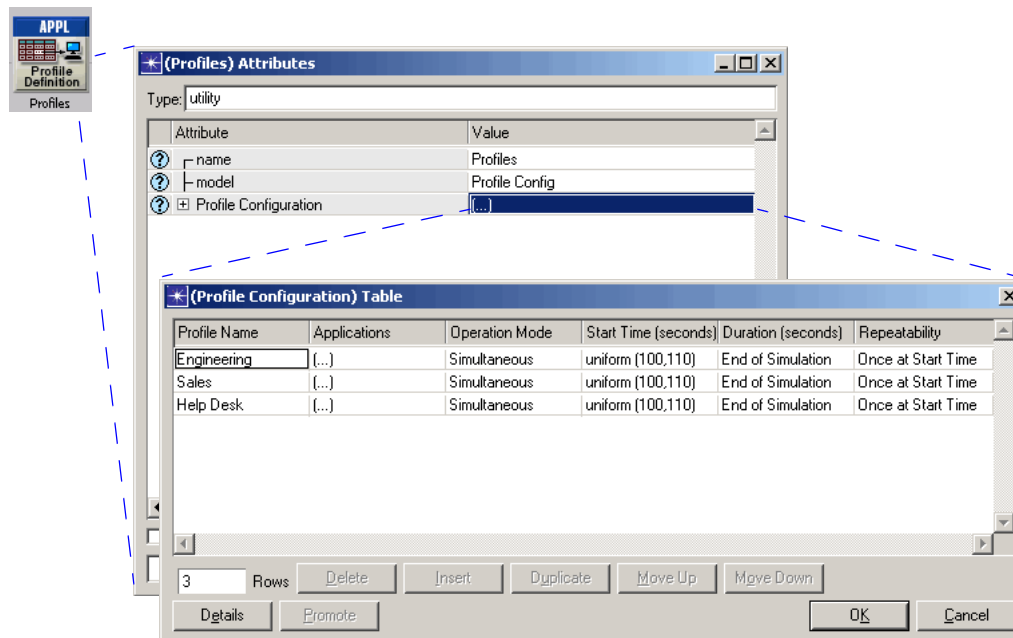 APPL
Profiile
Definition
Profiles
(Profiles) Attributes
Type: utility
Attribute Value
name Profiles
model Profile Config
Profile Configuration (...)
(Profile Configuration) Table
Profile Name Applications Operation Mode Start Time (seconds) Duration (seconds) Repeatability
Engineering (...) Simultaneous uniform (100,110) End of Simulation Once at Start Time
Sales (...) Simultaneous uniform (100,110) End of Simulation Once at Start Time
Help Desk (...) Simultaneous uniform (100,110) End of Simulation Once at Start Time
3 Rows Delete Insert Duplicate Move Up Move Down
Details Promote OK Cancel